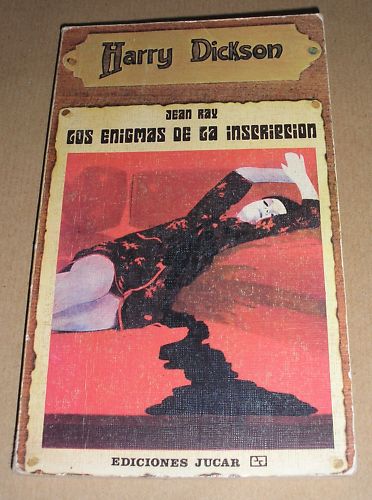 Harry Dickson
JEAN RAY
LOS ENIGMAS DE LA INSCRIPCION
EDICIONES JUCAR